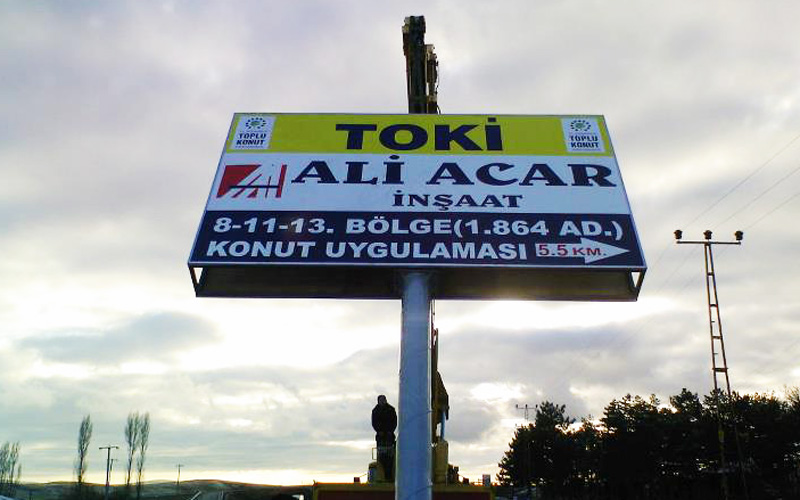 TOPLU
KONUT
TOKİ
TOPLU
KONUT
ALİ ACAR
İNŞAAT
8-11-13. BÖLGE(1.864 AD.)
KONUT UYGULAMASI 5.5 KM.